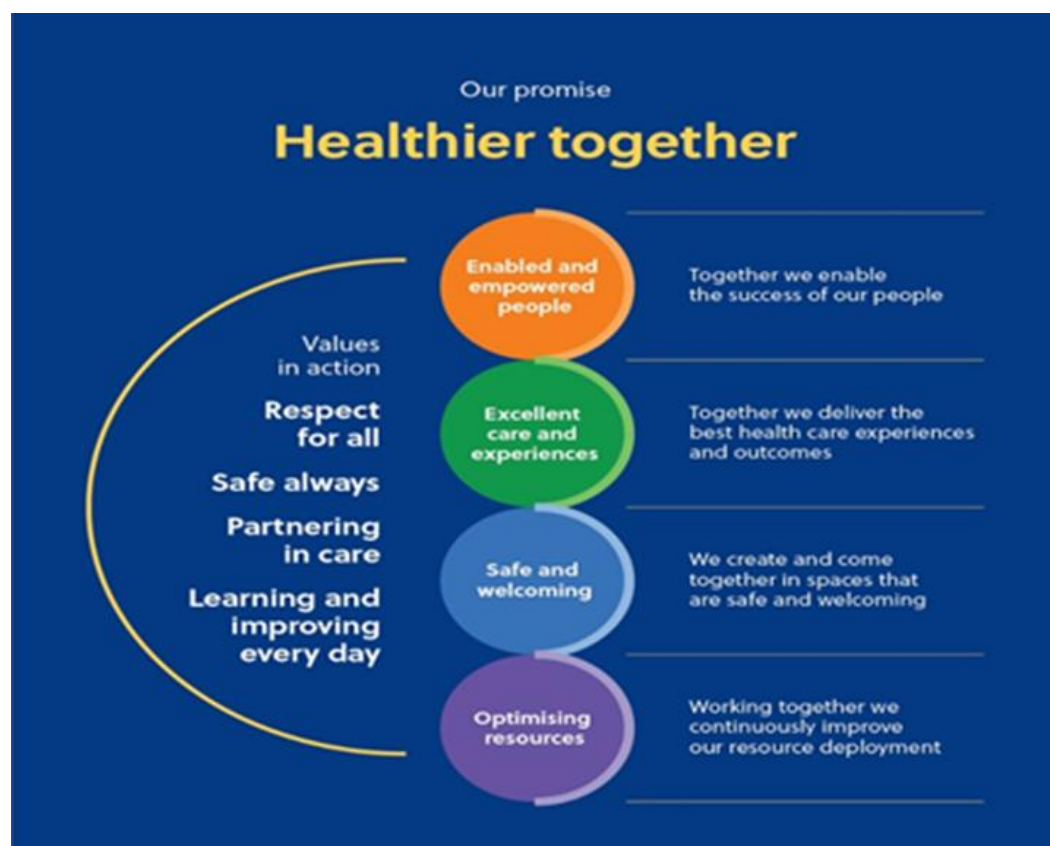 Our promise
Healthier together
Values
in action
Respect
for all
Safe always
Partnering
in care
Learning and
improving
every day
Enabled and
empowered
people
Together we enable
the success of our people
Excellent
care and
experiences
Together we deliver the
best health care experiences
and outcomes
Safe and
welcoming
We create and come
together in spaces that
are safe and welcoming
Optimising
resources
Working together we
continuously improve
our resource deployment